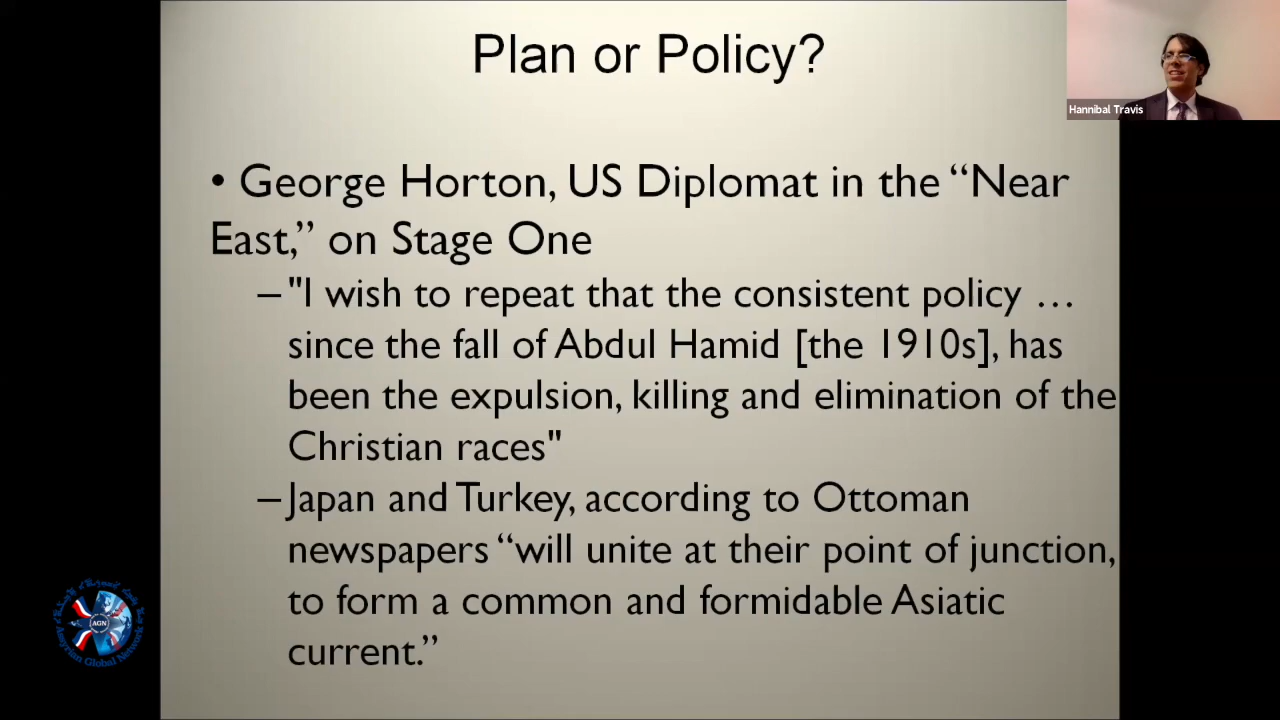 Plan or Policy?
Hannibal Travis
• George Horton, US Diplomat in the “Near
East,” on Stage One
–"I wish to repeat that the consistent policy …
since the fall of Abdul Hamid [the 1910s], has
been the expulsion, killing and elimination of the
Christian races"
–Japan and Turkey, according to Ottoman
newspapers “will unite at their point of junction,
to form a common and formidable Asiatic
current.”
AGN
Assyrian Global Network